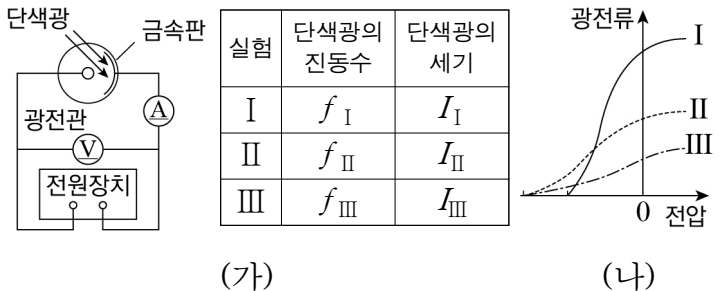 단색광
금속판
광전관
A
V
전원장치
실험 단색광의 진동수 단색광의 세기
Ⅰ f Ⅰ I Ⅰ
Ⅱ f Ⅱ I Ⅱ
Ⅲ f Ⅲ I Ⅲ
(가)
광전류
Ⅰ
Ⅱ
Ⅲ
0 전압
(나)